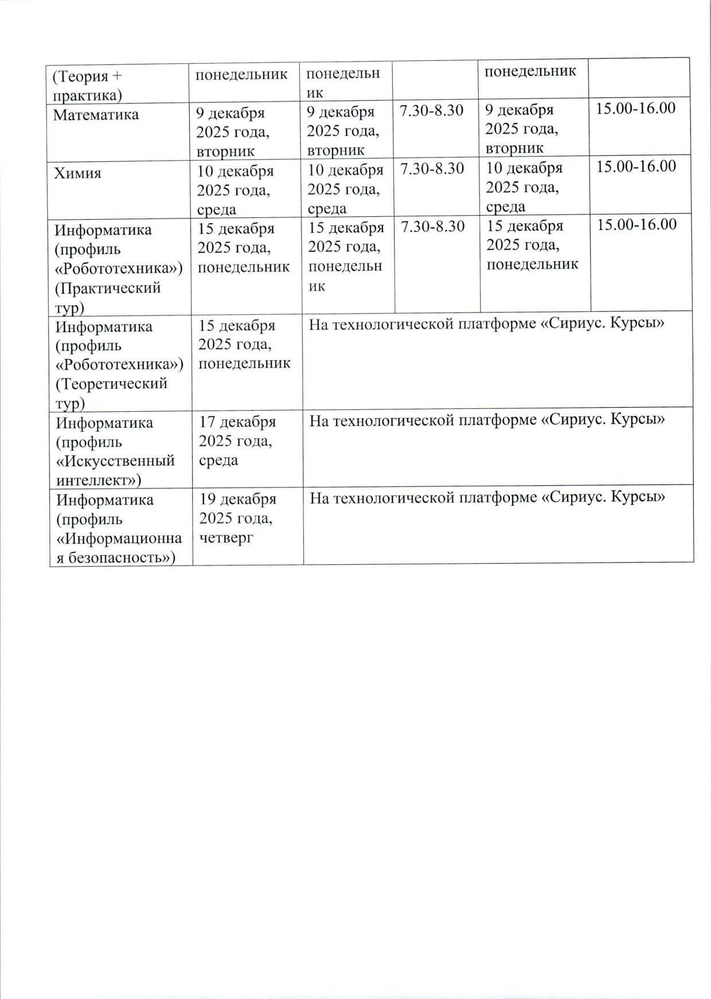 (Теория +
практика)
понедельник
понедельн
ик
понедельник
Математика
9 декабря
2025 года,
вторник
9 декабря
2025 года,
вторник
7.30-8.30
9 декабря
2025 года,
вторник
15.00-16.00
Химия
10 декабря
2025 года,
среда
10 декабря
2025 года,
среда
7.30-8.30
10 декабря
2025 года,
среда
15.00-16.00
Информатика
(профиль
«Робототехника»)
(Практический
тур)
15 декабря
2025 года,
понедельник
15 декабря
2025 года,
понедельн
ик
7.30-8.30
15 декабря
2025 года,
понедельник
15.00-16.00
Информатика
(профиль
«Робототехника»)
(Теоретический
тур)
15 декабря
2025 года,
понедельник
На технологической платформе «Сириус. Курсы»
Информатика
(профиль
«Искусственный
интеллект»)
17 декабря
2025 года,
среда
На технологической платформе «Сириус. Курсы»
Информатика
(профиль
«Информационна
я безопасность»)
19 декабря
2025 года,
четверг
На технологической платформе «Сириус. Курсы»